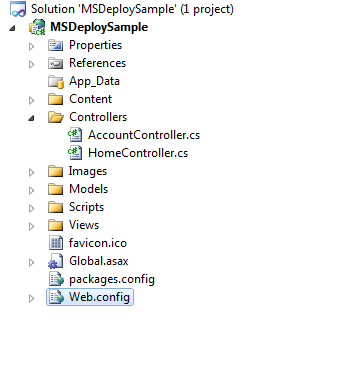 Solution 'MSDeploySample' (1 project)
MSDeploySample
Properties
References
App_Data
Content
Controllers
AccountController.cs
HomeController.cs
Images
Models
Scripts
Views
favicon.ico
Global.asax
packages.config
Web.config